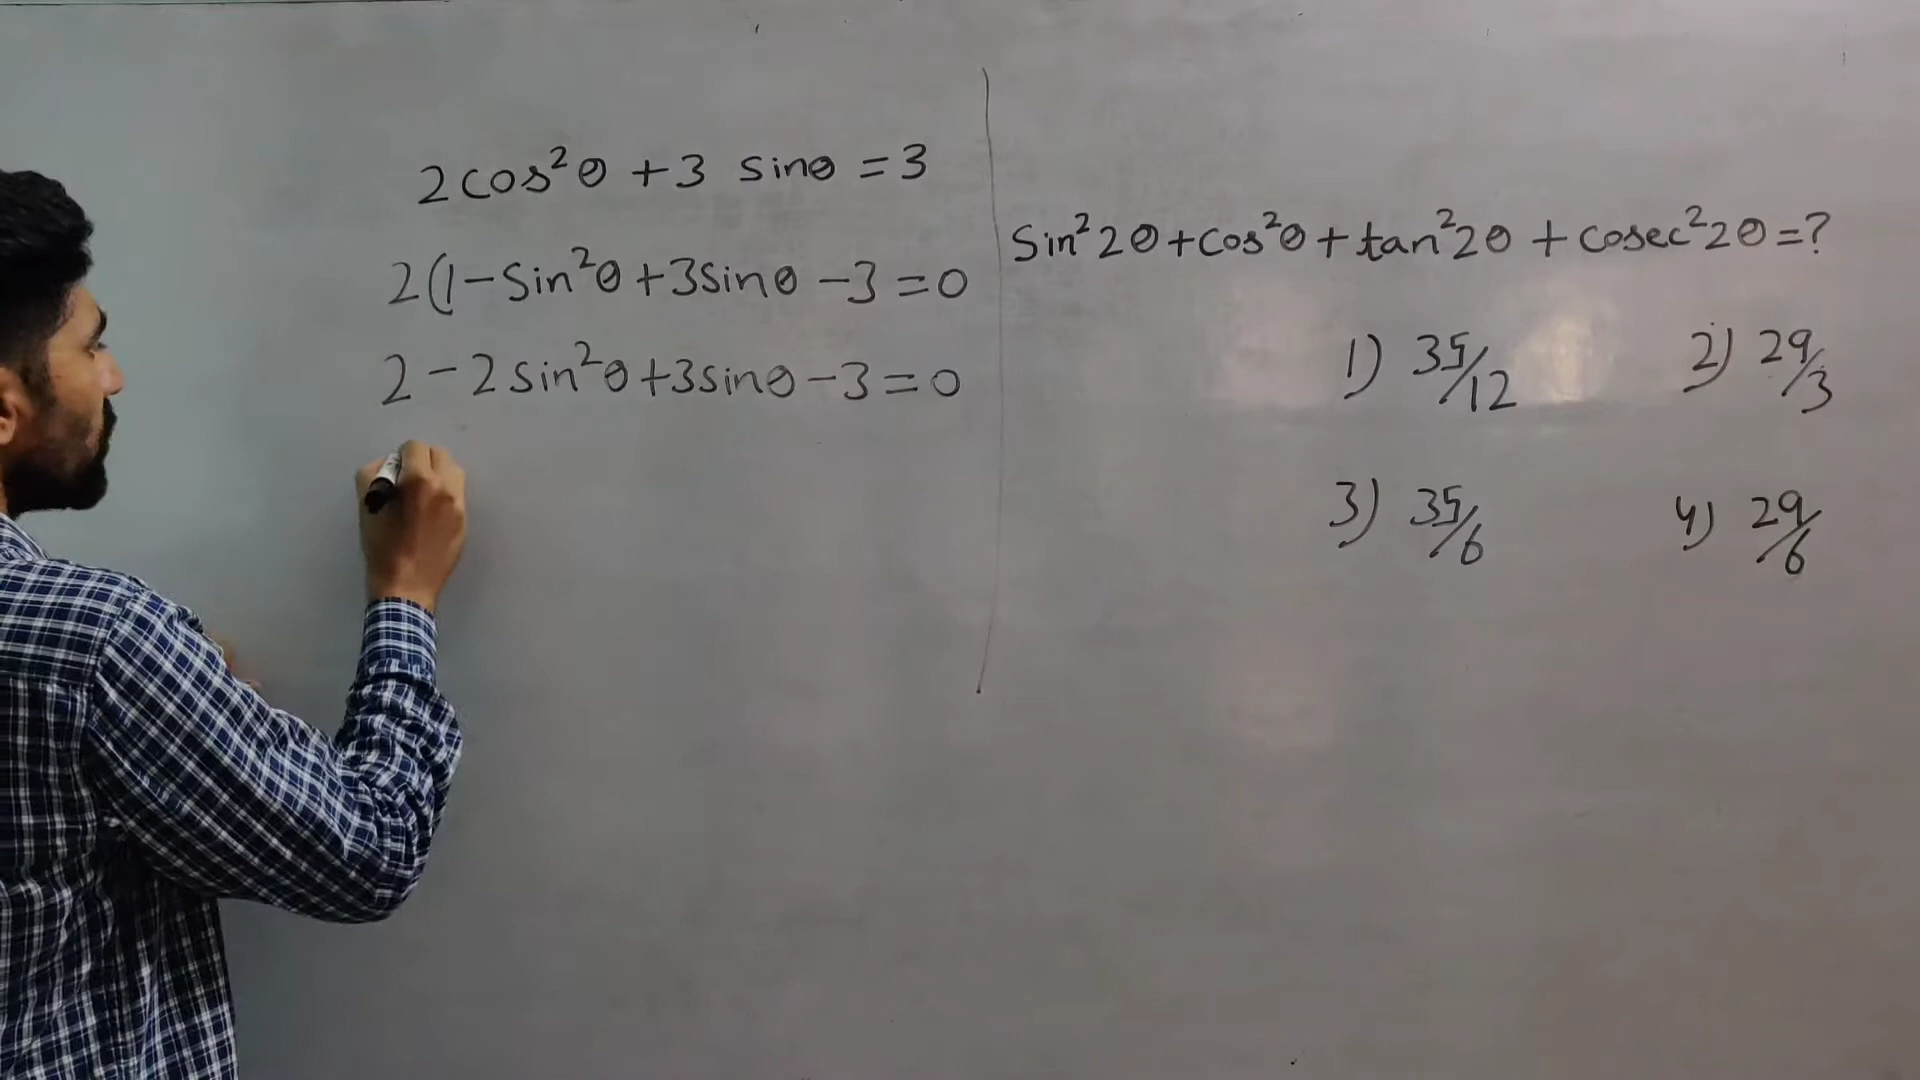 2cos²θ + 3 sinθ = 3
2(1 - Sin²θ + 3sinθ - 3 = 0
2 - 2sin²θ + 3sinθ - 3 = 0
Sin²2θ + cos²θ + tan²2θ + cosec²2θ = ?
1) 35/12 2) 29/3
3) 35/6 4) 29/6